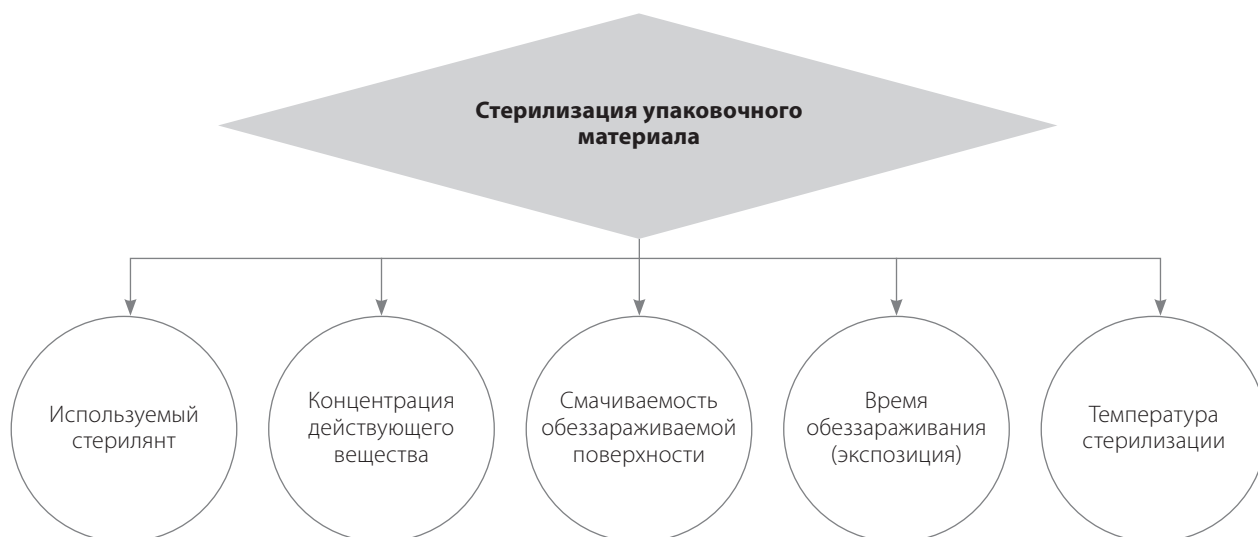 Стерилизация упаковочного
материала
Используемый
стерилянт
Концентрация
действующего
вещества
Смачиваемость
обеззараживаемой
поверхности
Время
обеззараживания
(экспозиция)
Температура
стерилизации